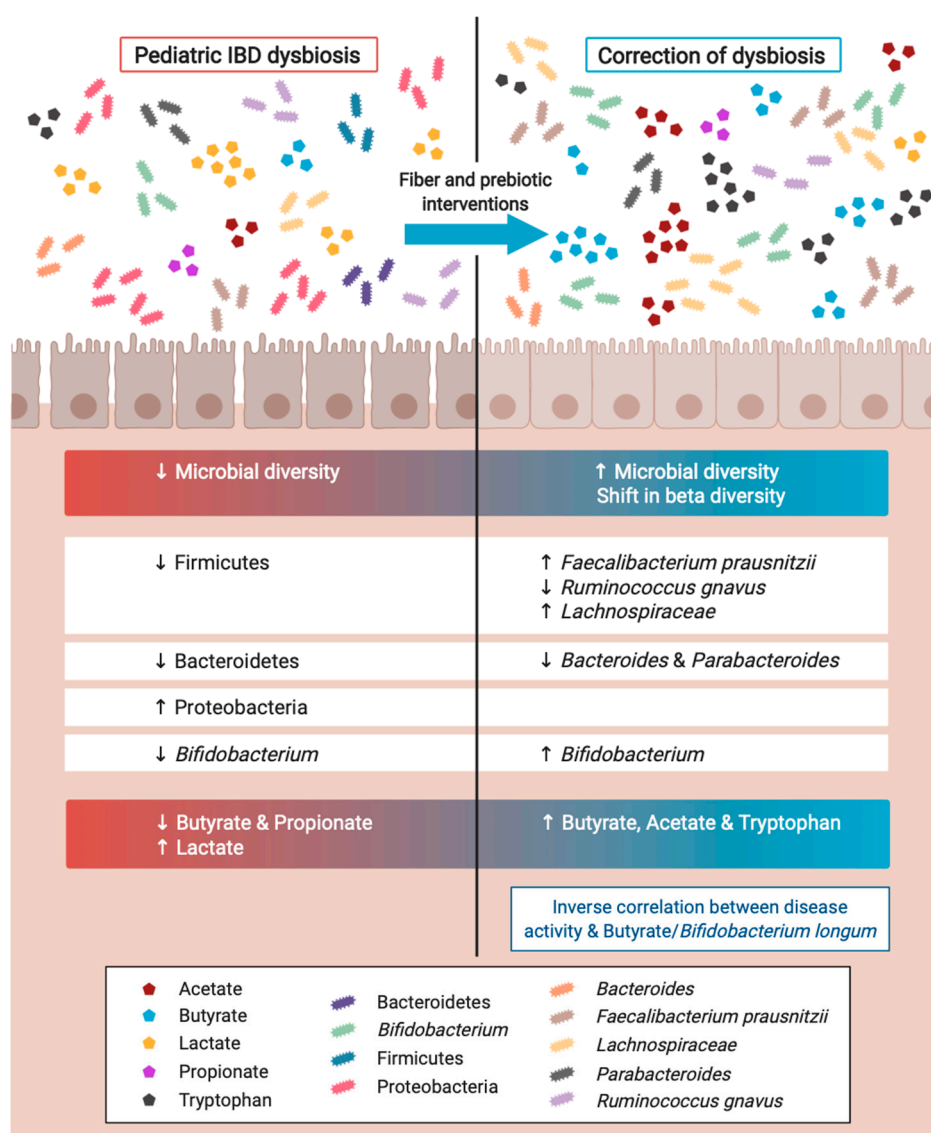 Pediatric IBD dysbiosis
Correction of dysbiosis
Fiber and prebiotic
interventions
↓ Microbial diversity
↑ Microbial diversity
Shift in beta diversity
↓ Firmicutes
↑ Faecalibacterium prausnitzii
↓ Ruminococcus gnavus
↑ Lachnospiraceae
↓ Bacteroidetes
↓ Bacteroides & Parabacteroides
↑ Proteobacteria
↓ Bifidobacterium
↑ Bifidobacterium
↓ Butyrate & Propionate
↑ Lactate
↑ Butyrate, Acetate & Tryptophan
Inverse correlation between disease
activity & Butyrate/Bifidobacterium longum
Acetate
Butyrate
Lactate
Propionate
Tryptophan
Bacteroidetes
Bifidobacterium
Firmicutes
Proteobacteria
Bacteroides
Faecalibacterium prausnitzii
Lachnospiraceae
Parabacteroides
Ruminococcus gnavus